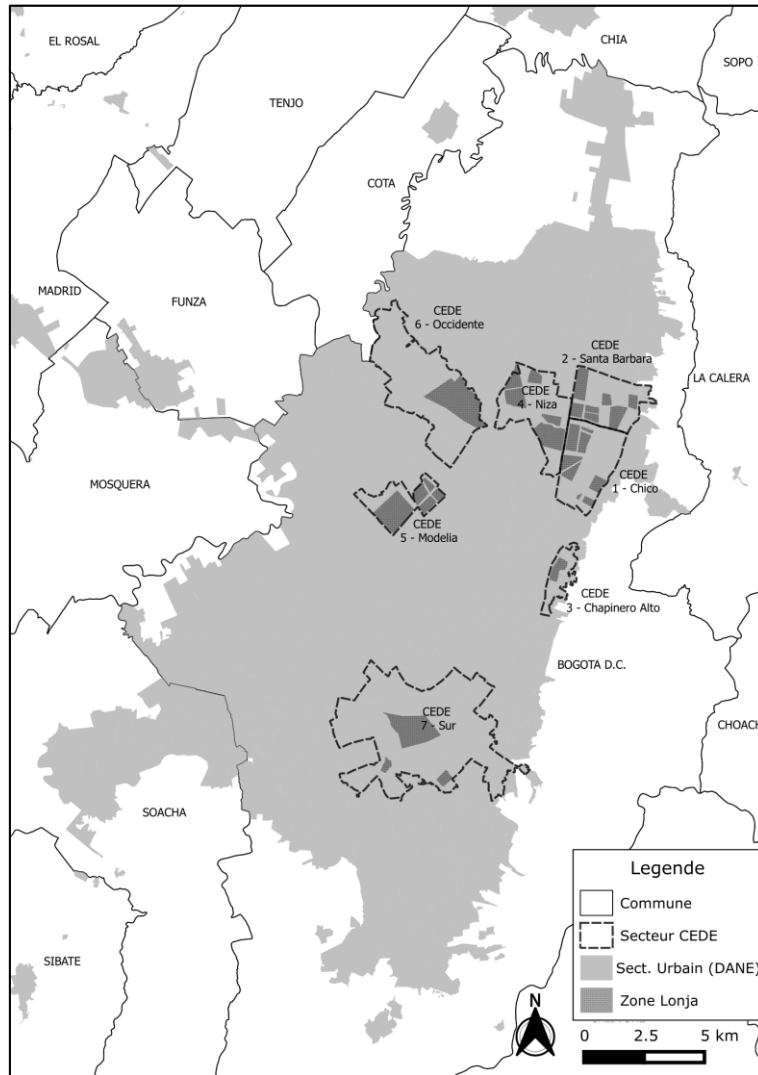 EL ROSAL
CHIA
SOPO
TENJO
COTA
MADRID
FUNZA
CEDE
6 - Occidente
CEDE
2 - Santa Barbara
LA CALERA
CEDE
4 - Niza
MOSQUERA
CEDE
1 - Chico
CEDE
5 - Modelia
CEDE
3 - Chapinero Alto
BOGOTA D.C.
CEDE
7 - Sur
CHOACH
SOACHA
SIBATE
Legende
Commune
Secteur CEDE
Sect. Urbain (DANE)
Zone Lonja
N
0 2.5 5 km